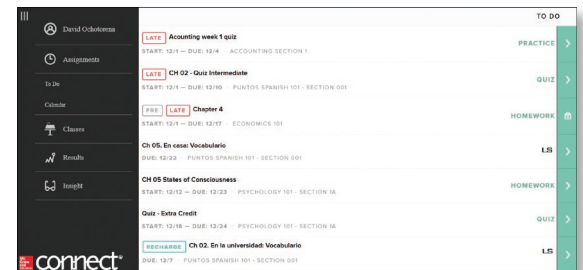 David Ochotorena
Assignments
To Do
Calendar
Classes
Results
Insight
connect®
TO DO
LATE Acounting week 1 quiz
START: 12/1 — DUE: 12/4 · ACCOUNTING SECTION 1
PRACTICE
LATE CH 02 - Quiz Intermediate
START: 12/1 — DUE: 12/10 · PUNTOS SPANISH 101 - SECTION 001
QUIZ
PRE LATE Chapter 4
START: 12/1 — DUE: 12/17 · ECONOMICS 101
HOMEWORK
Ch 05. En casa: Vocabulario
DUE: 12/22 · PUNTOS SPANISH 101 - SECTION 001
LS
CH 05 States of Consciousness
START: 12/12 — DUE: 12/23 · PSYCHOLOGY 101 - SECTION 1A
HOMEWORK
Quiz - Extra Credit
START: 12/18 — DUE: 12/24 · PSYCHOLOGY 101 - SECTION 1A
QUIZ
RECHARGE Ch 02. En la universidad: Vocabulario
DUE: 12/7 · PUNTOS SPANISH 101 - SECTION 001
LS